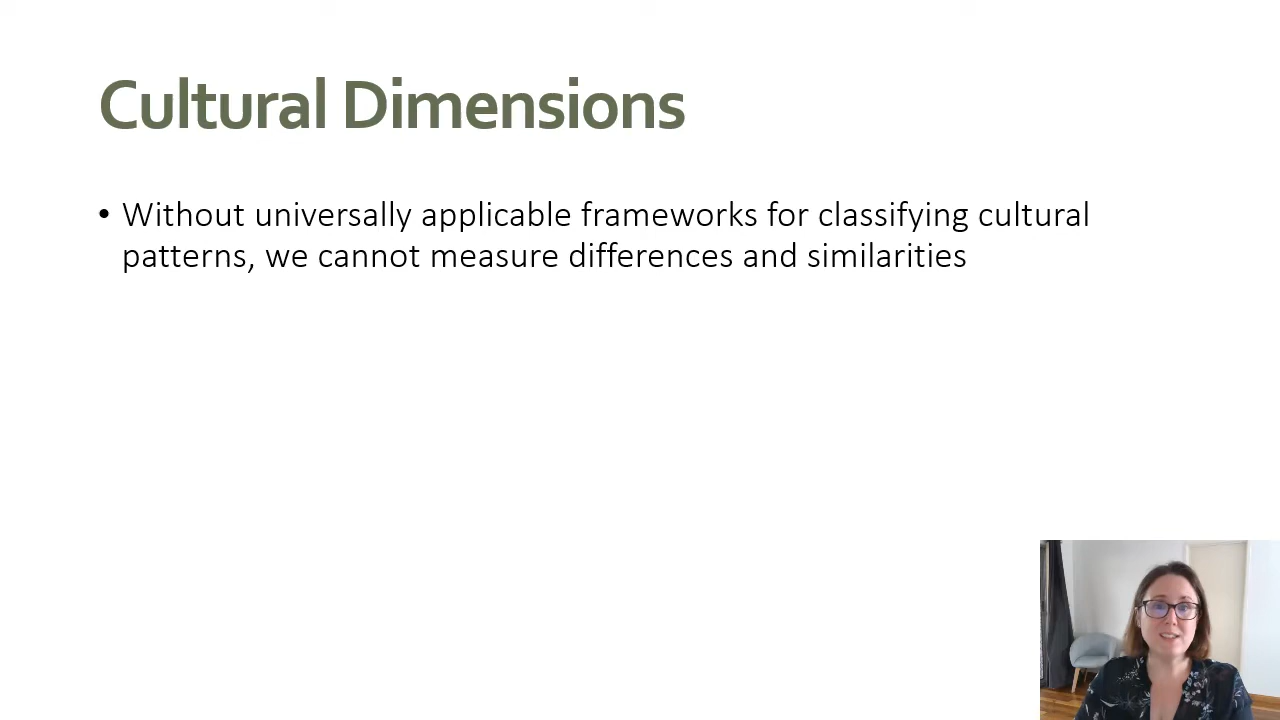 Cultural Dimensions
• Without universally applicable frameworks for classifying cultural
patterns, we cannot measure differences and similarities